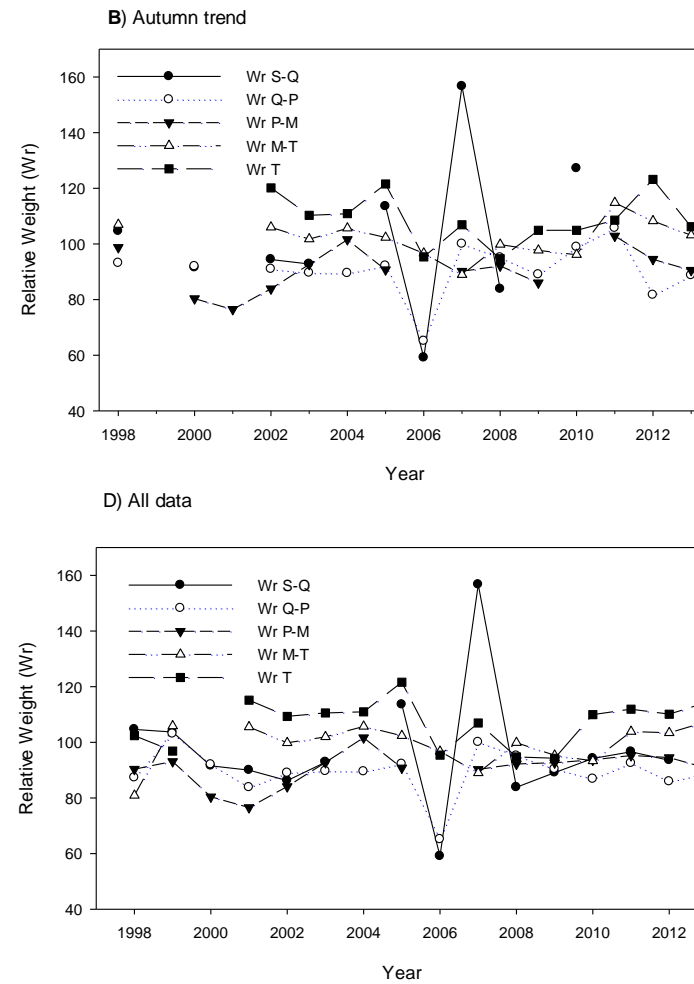 B) Autumn trend
160
140
120
100
80
60
40
Relative Weight (Wr)
Wr S-Q
Wr Q-P
Wr P-M
Wr M-T
Wr T
1998 2000 2002 2004 2006 2008 2010 2012
Year
D) All data
160
140
120
100
80
60
40
Relative Weight (Wr)
Wr S-Q
Wr Q-P
Wr P-M
Wr M-T
Wr T
1998 2000 2002 2004 2006 2008 2010 2012
Year